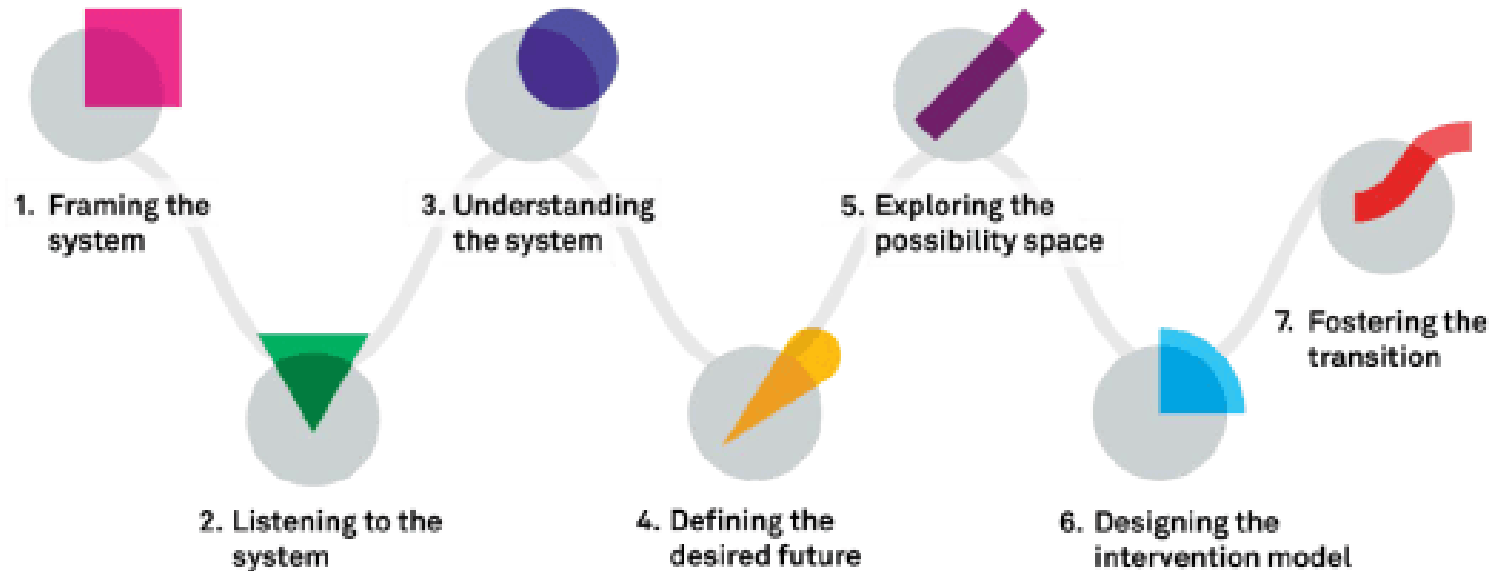 1. Framing the
system
2. Listening to the
system
3. Understanding
the system
4. Defining the
desired future
5. Exploring the
possibility space
6. Designing the
intervention model
7. Fostering the
transition